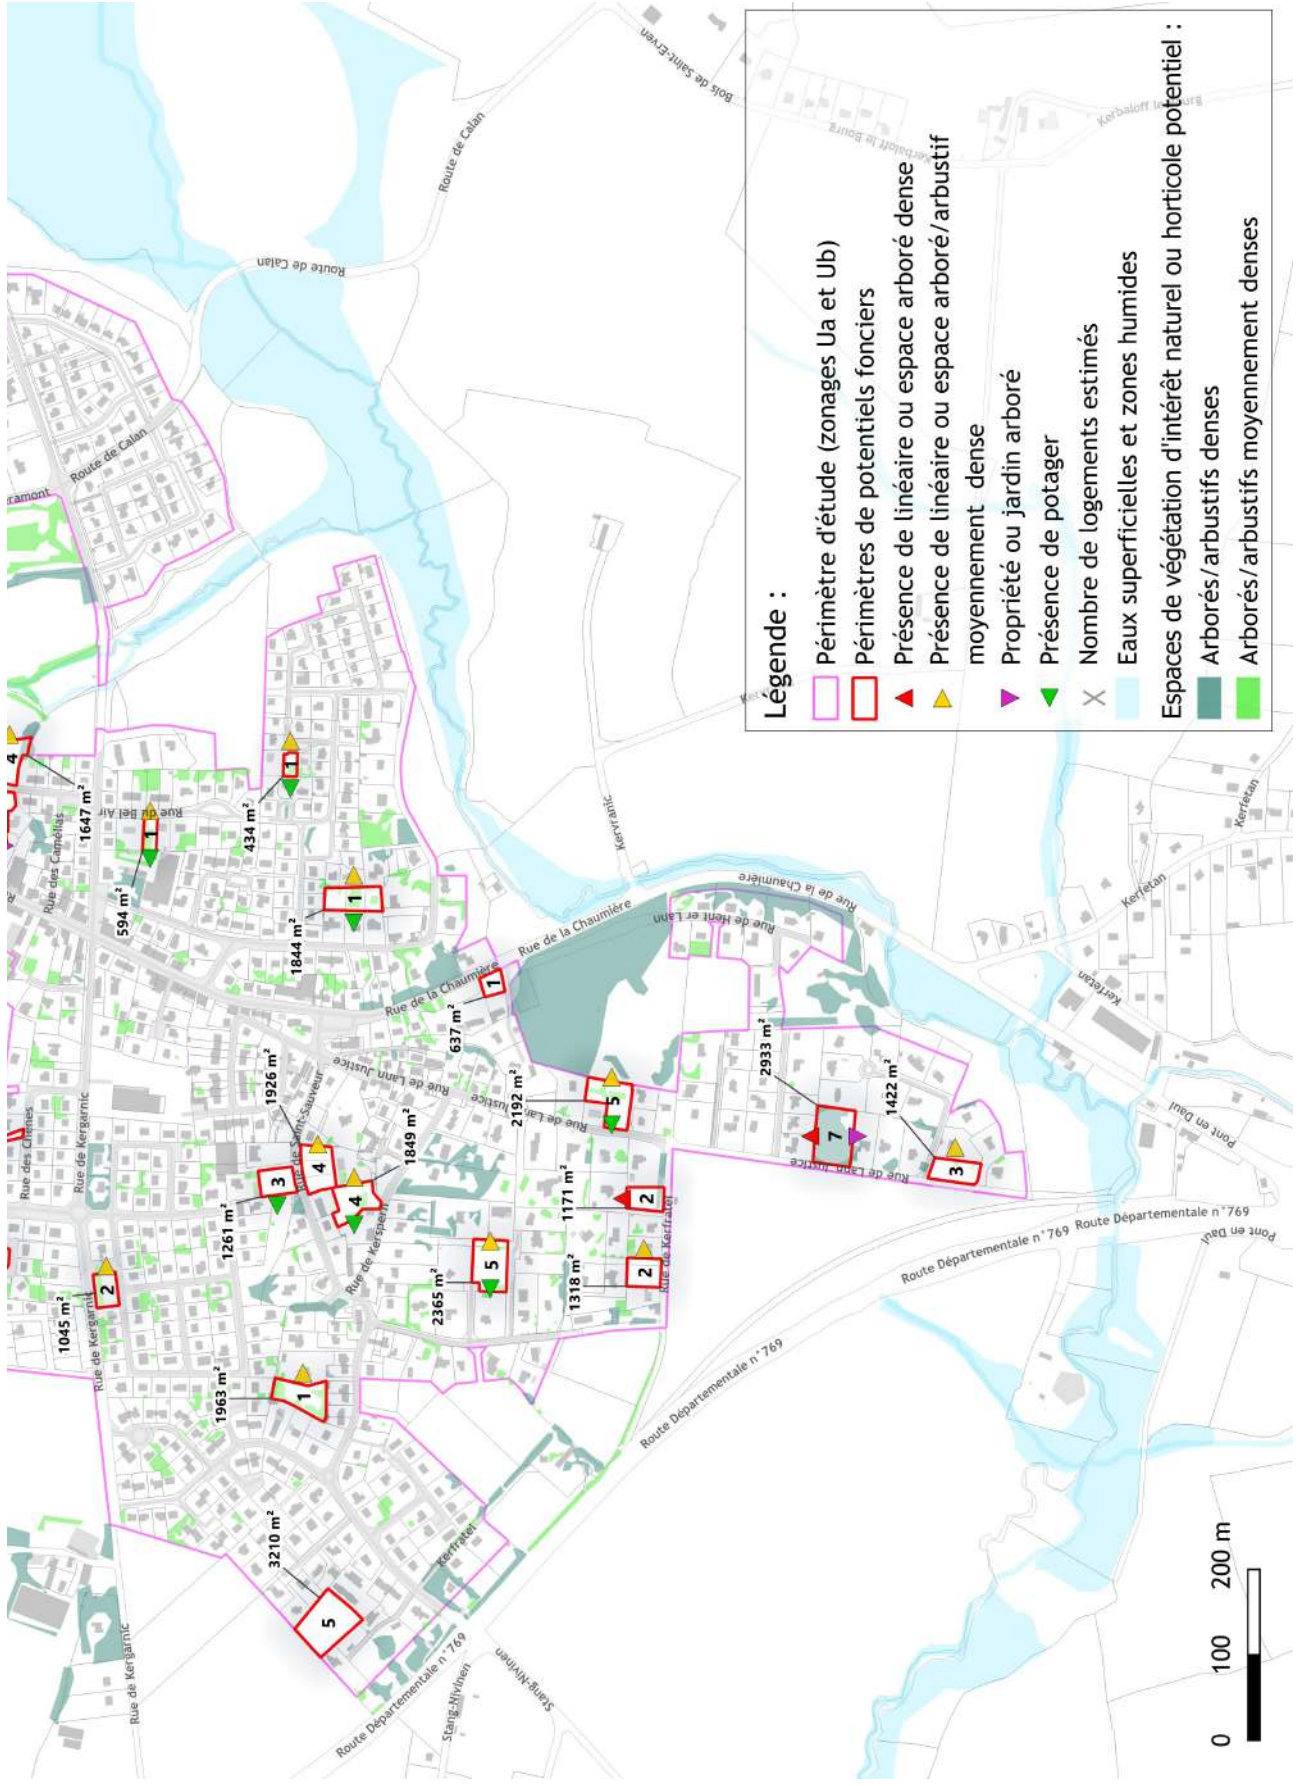 Légende :
Périmètre d'étude (zonages Ua et Ub)
Périmètres de potentiels fonciers
Présence de linéaire ou espace arboré dense
Présence de linéaire ou espace arboré/arbustif
moyennement dense
Propriété ou jardin arboré
Présence de potager
X Nombre de logements estimés
Eaux superficielles et zones humides
Espaces de végétation d'intérêt naturel ou horticole potentiel :
Arborés/arbustifs denses
Arborés/arbustifs moyennement denses
0 100 200 m
Rue de Kergarnic
Rue de Kergarnic
Rue de Kergarnic
Rue des Chênes
Rue des Camélias
Rue du Bel Air
eramont
Route de Calan
Route de Calan
Route de Calan
Bois de Saint-Erven
Kerbaloff le Bourg
Kerbaloff le Bourg
1045 m²
2
1963 m²
1
3210 m²
5
1261 m²
3
1926 m²
4
1849 m²
4
2365 m²
5
1318 m²
2
1171 m²
2
2192 m²
5
637 m²
1
1844 m²
1
434 m²
1
594 m²
1
1647 m²
4
2933 m²
7
1422 m²
3
Rue de Saint-Sauveur
Rue de Kerspern
Rue de Lann Justice
Rue de Lann Justice
Rue de Lann Justice
Rue de Kerfratel
Kerfratel
Rue de la Chaumière
Rue de la Chaumière
Rue de la Chaumière
Rue de Hent er Lann
Kervranic
Kerfetan
Kerfetan
Kerfetan
Pont en Daul
Pont en Daul
Route Départementale n°769
Route Départementale n°769
Route Départementale n°769
Route Départementale n°769
Stang-Nivinen
Stang-Nivinen